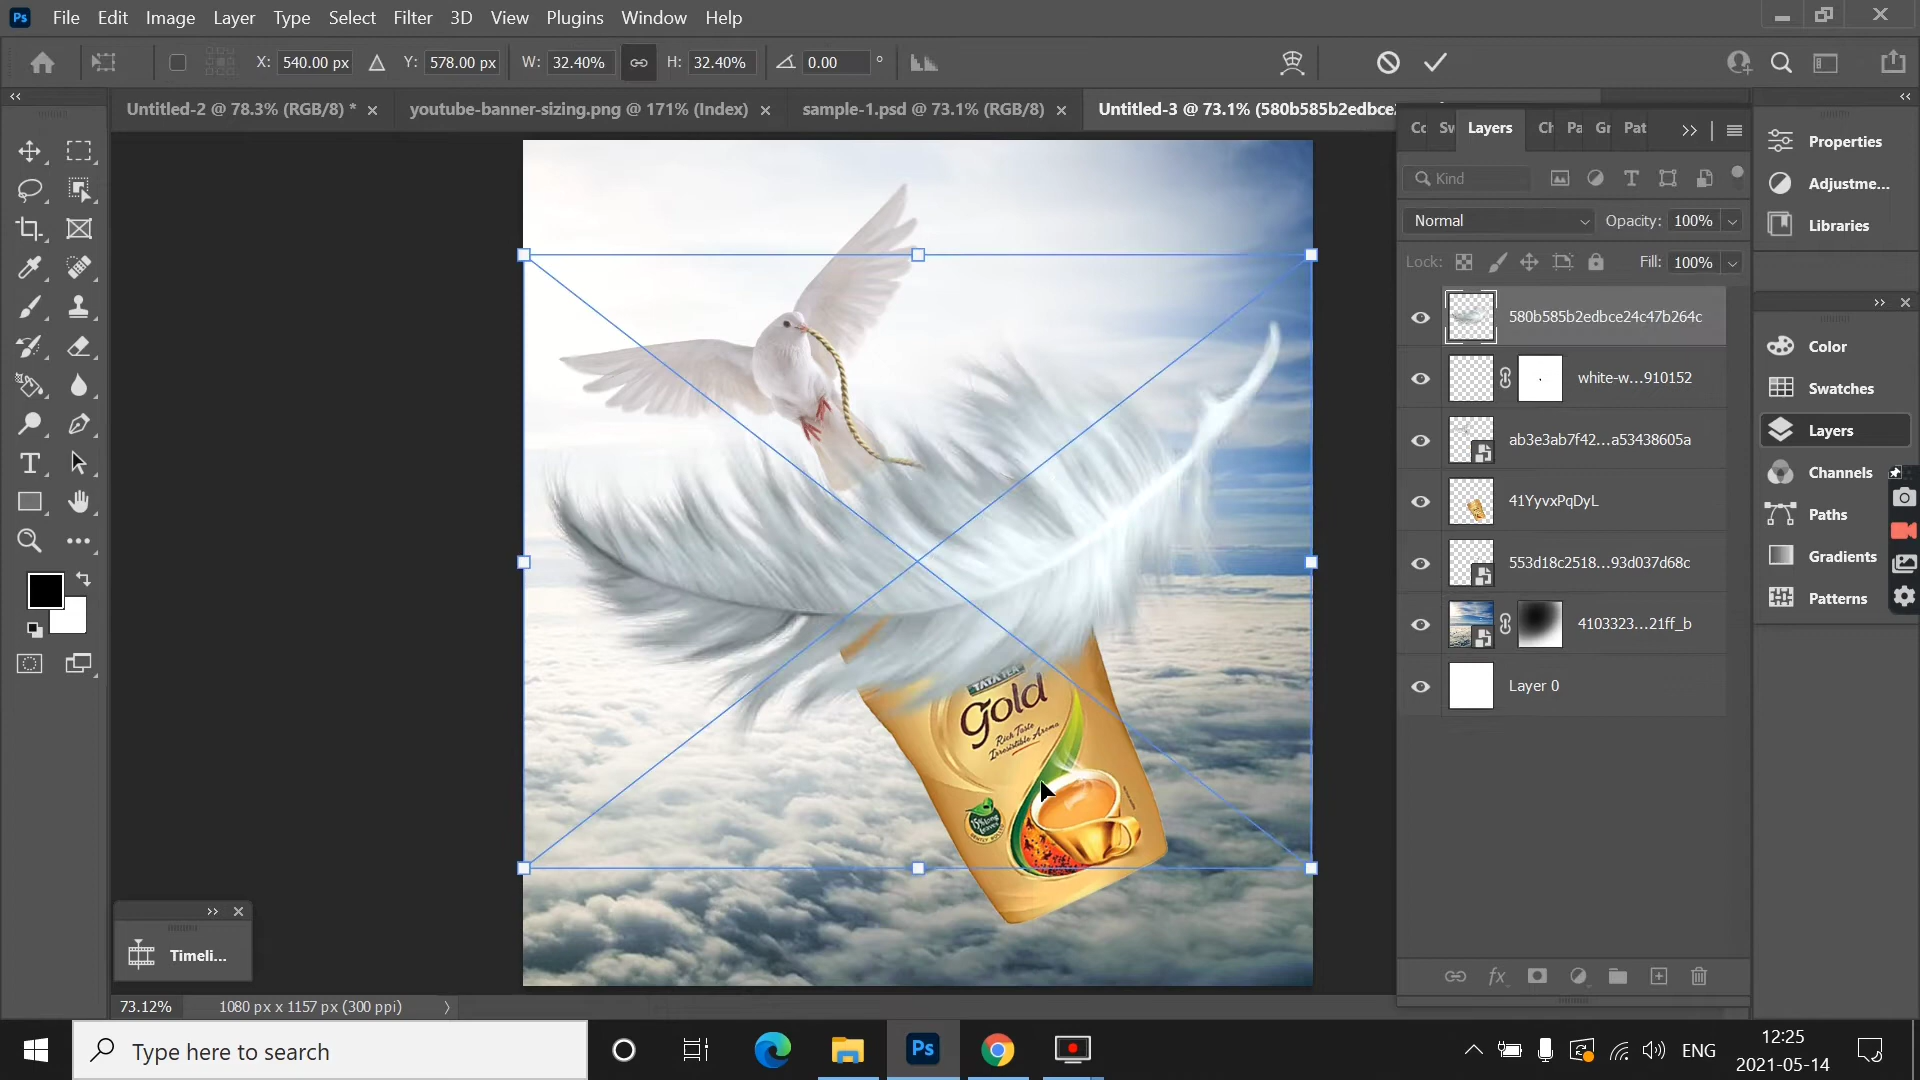 File Edit Image Layer Type Select Filter 3D View Plugins Window Help
X: 540.00 px Y: 578.00 px W: 32.40% H: 32.40% 0.00 °
Untitled-2 @ 78.3% (RGB/8) * youtube-banner-sizing.png @ 171% (Index) sample-1.psd @ 73.1% (RGB/8) Untitled-3 @ 73.1% (580b585b2edbce
Cc Sw Layers Ch Pa Gr Pat
Kind
Normal Opacity: 100%
Lock: Fill: 100%
580b585b2edbce24c47b264c
white-w...910152
ab3e3ab7f42...a53438605a
41YyvxPqDyL
553d18c2518...93d037d68c
4103323...21ff_b
Layer 0
Properties
Adjustme...
Libraries
Color
Swatches
Layers
Channels
Paths
Gradients
Patterns
TATA TEA
Gold
Rich Taste
Irresistible Aroma
15% long
leaves
Timeli...
73.12% 1080 px x 1157 px (300 ppi)
Type here to search
Ps
ENG
12:25
2021-05-14